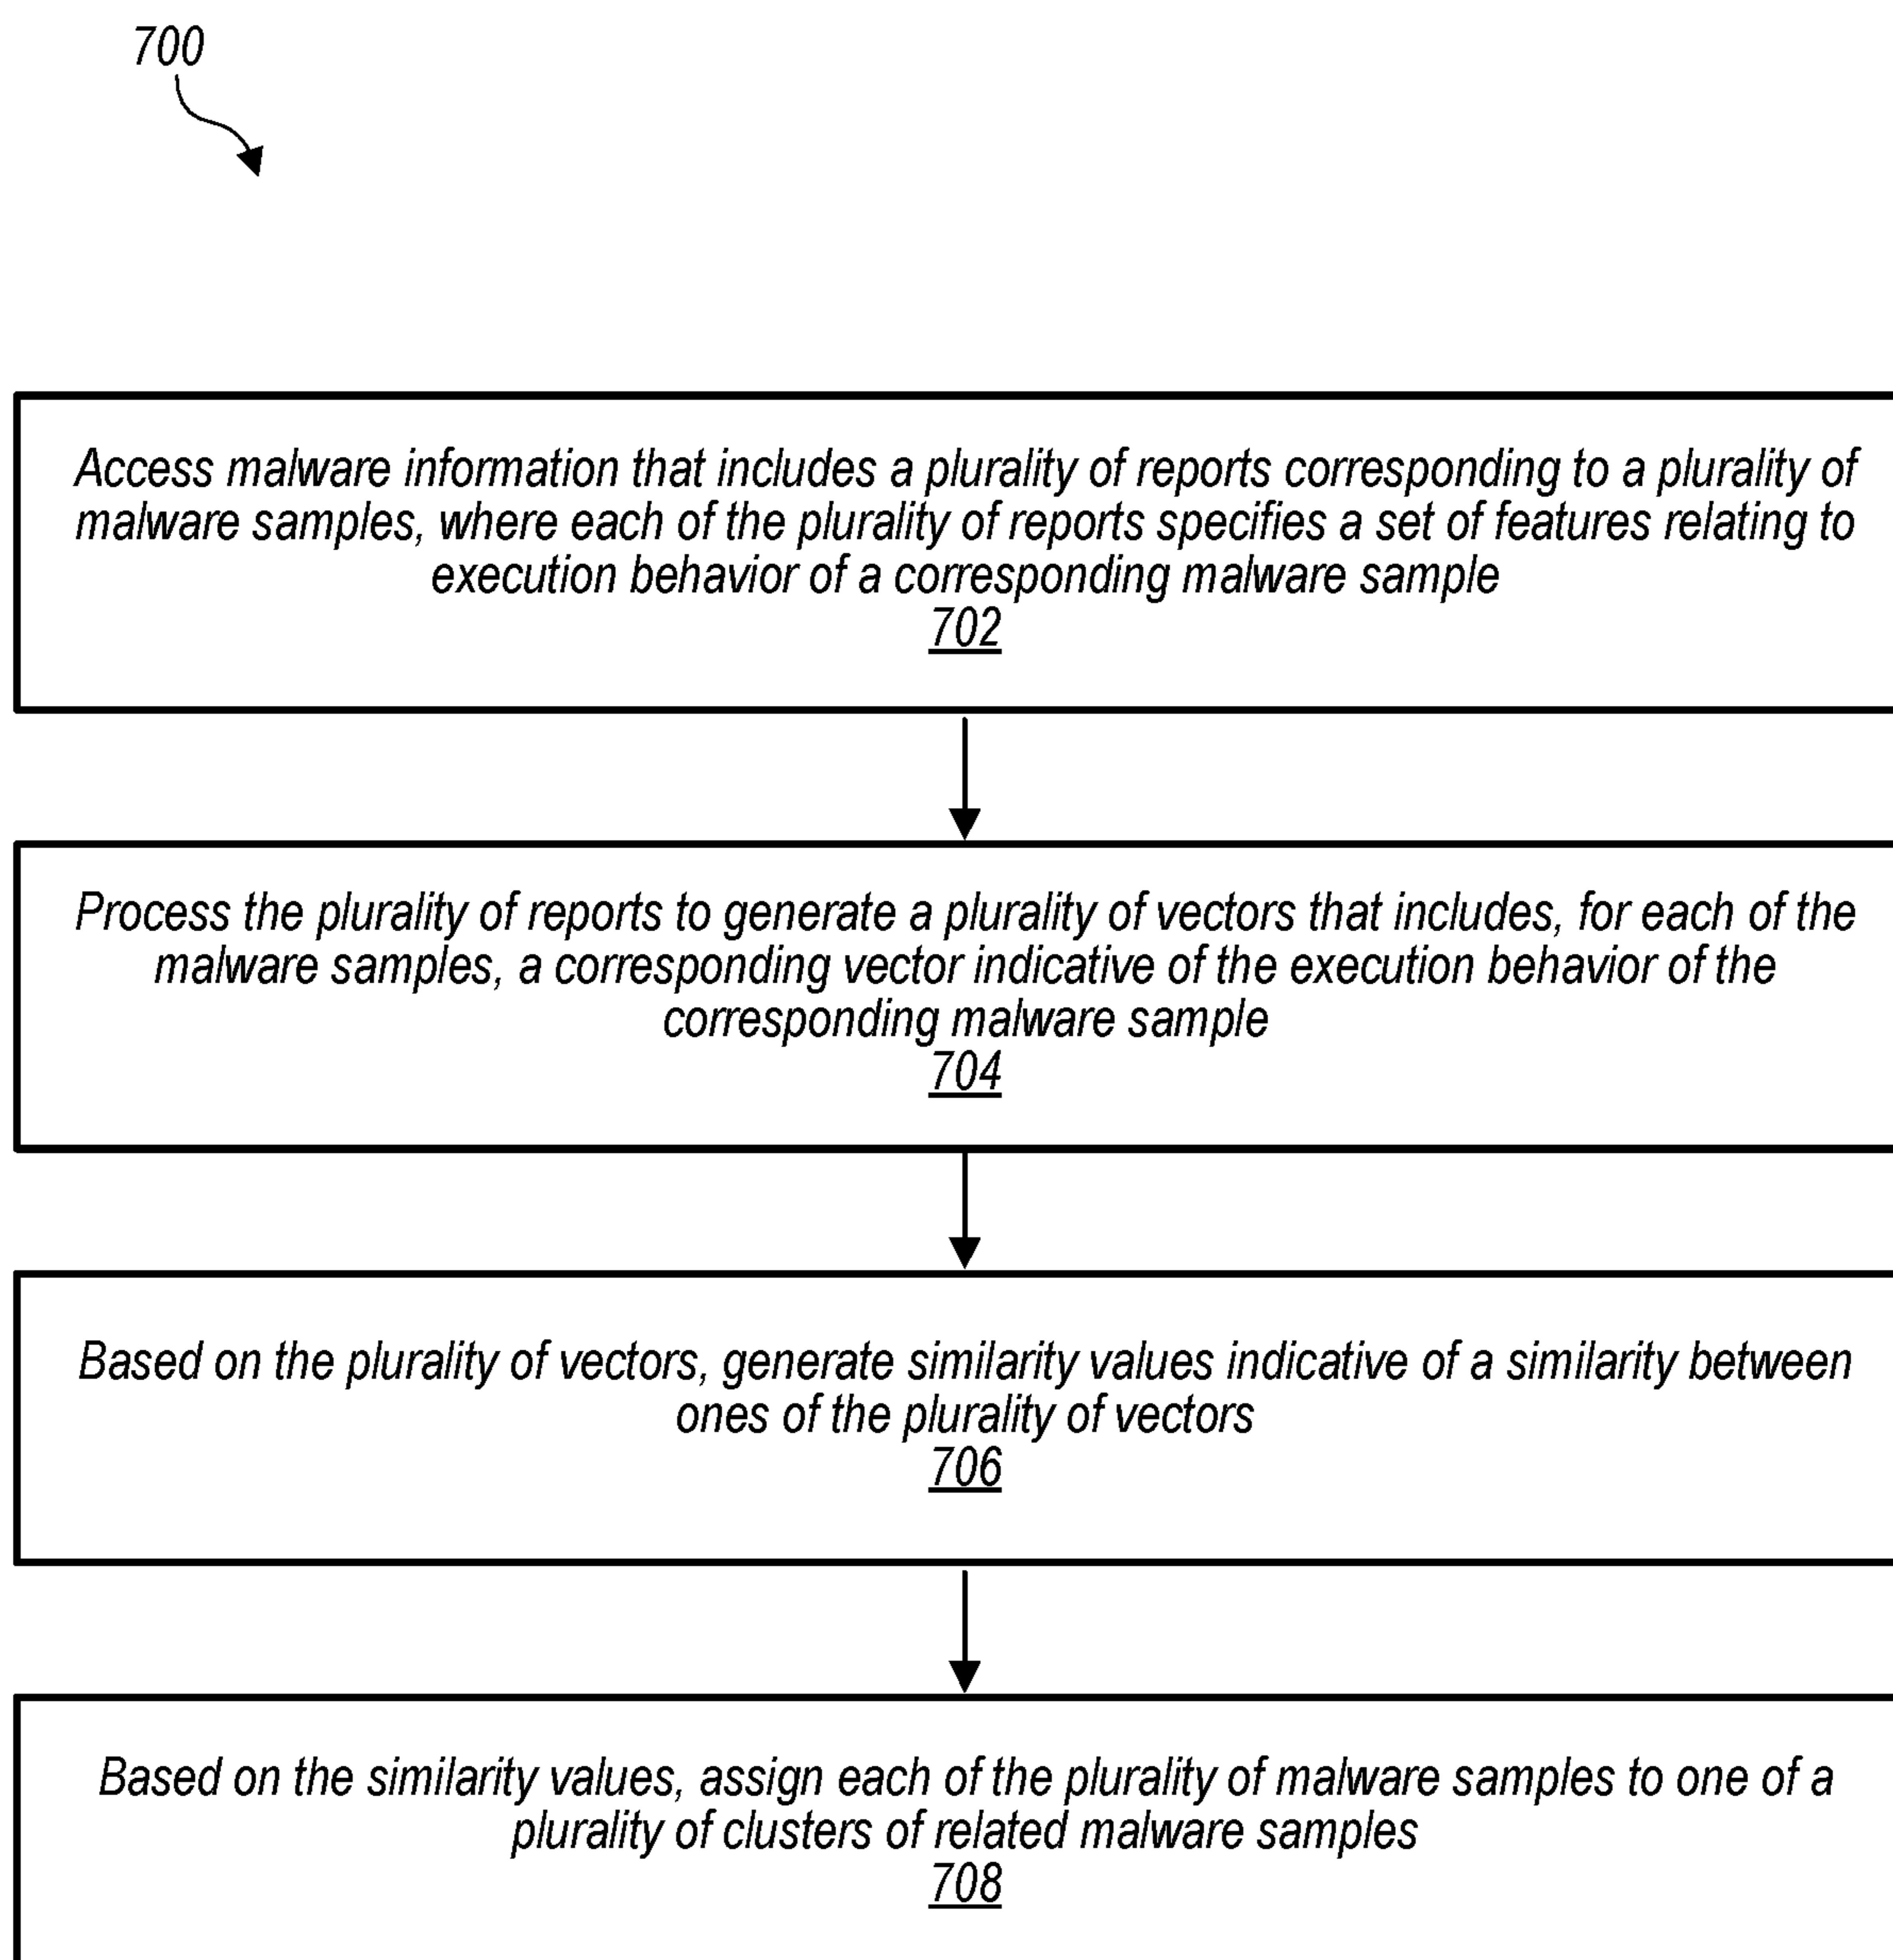 700
Access malware information that includes a plurality of reports corresponding to a plurality of
malware samples, where each of the plurality of reports specifies a set of features relating to
execution behavior of a corresponding malware sample
702
Process the plurality of reports to generate a plurality of vectors that includes, for each of the
malware samples, a corresponding vector indicative of the execution behavior of the
corresponding malware sample
704
Based on the plurality of vectors, generate similarity values indicative of a similarity between
ones of the plurality of vectors
706
Based on the similarity values, assign each of the plurality of malware samples to one of a
plurality of clusters of related malware samples
708